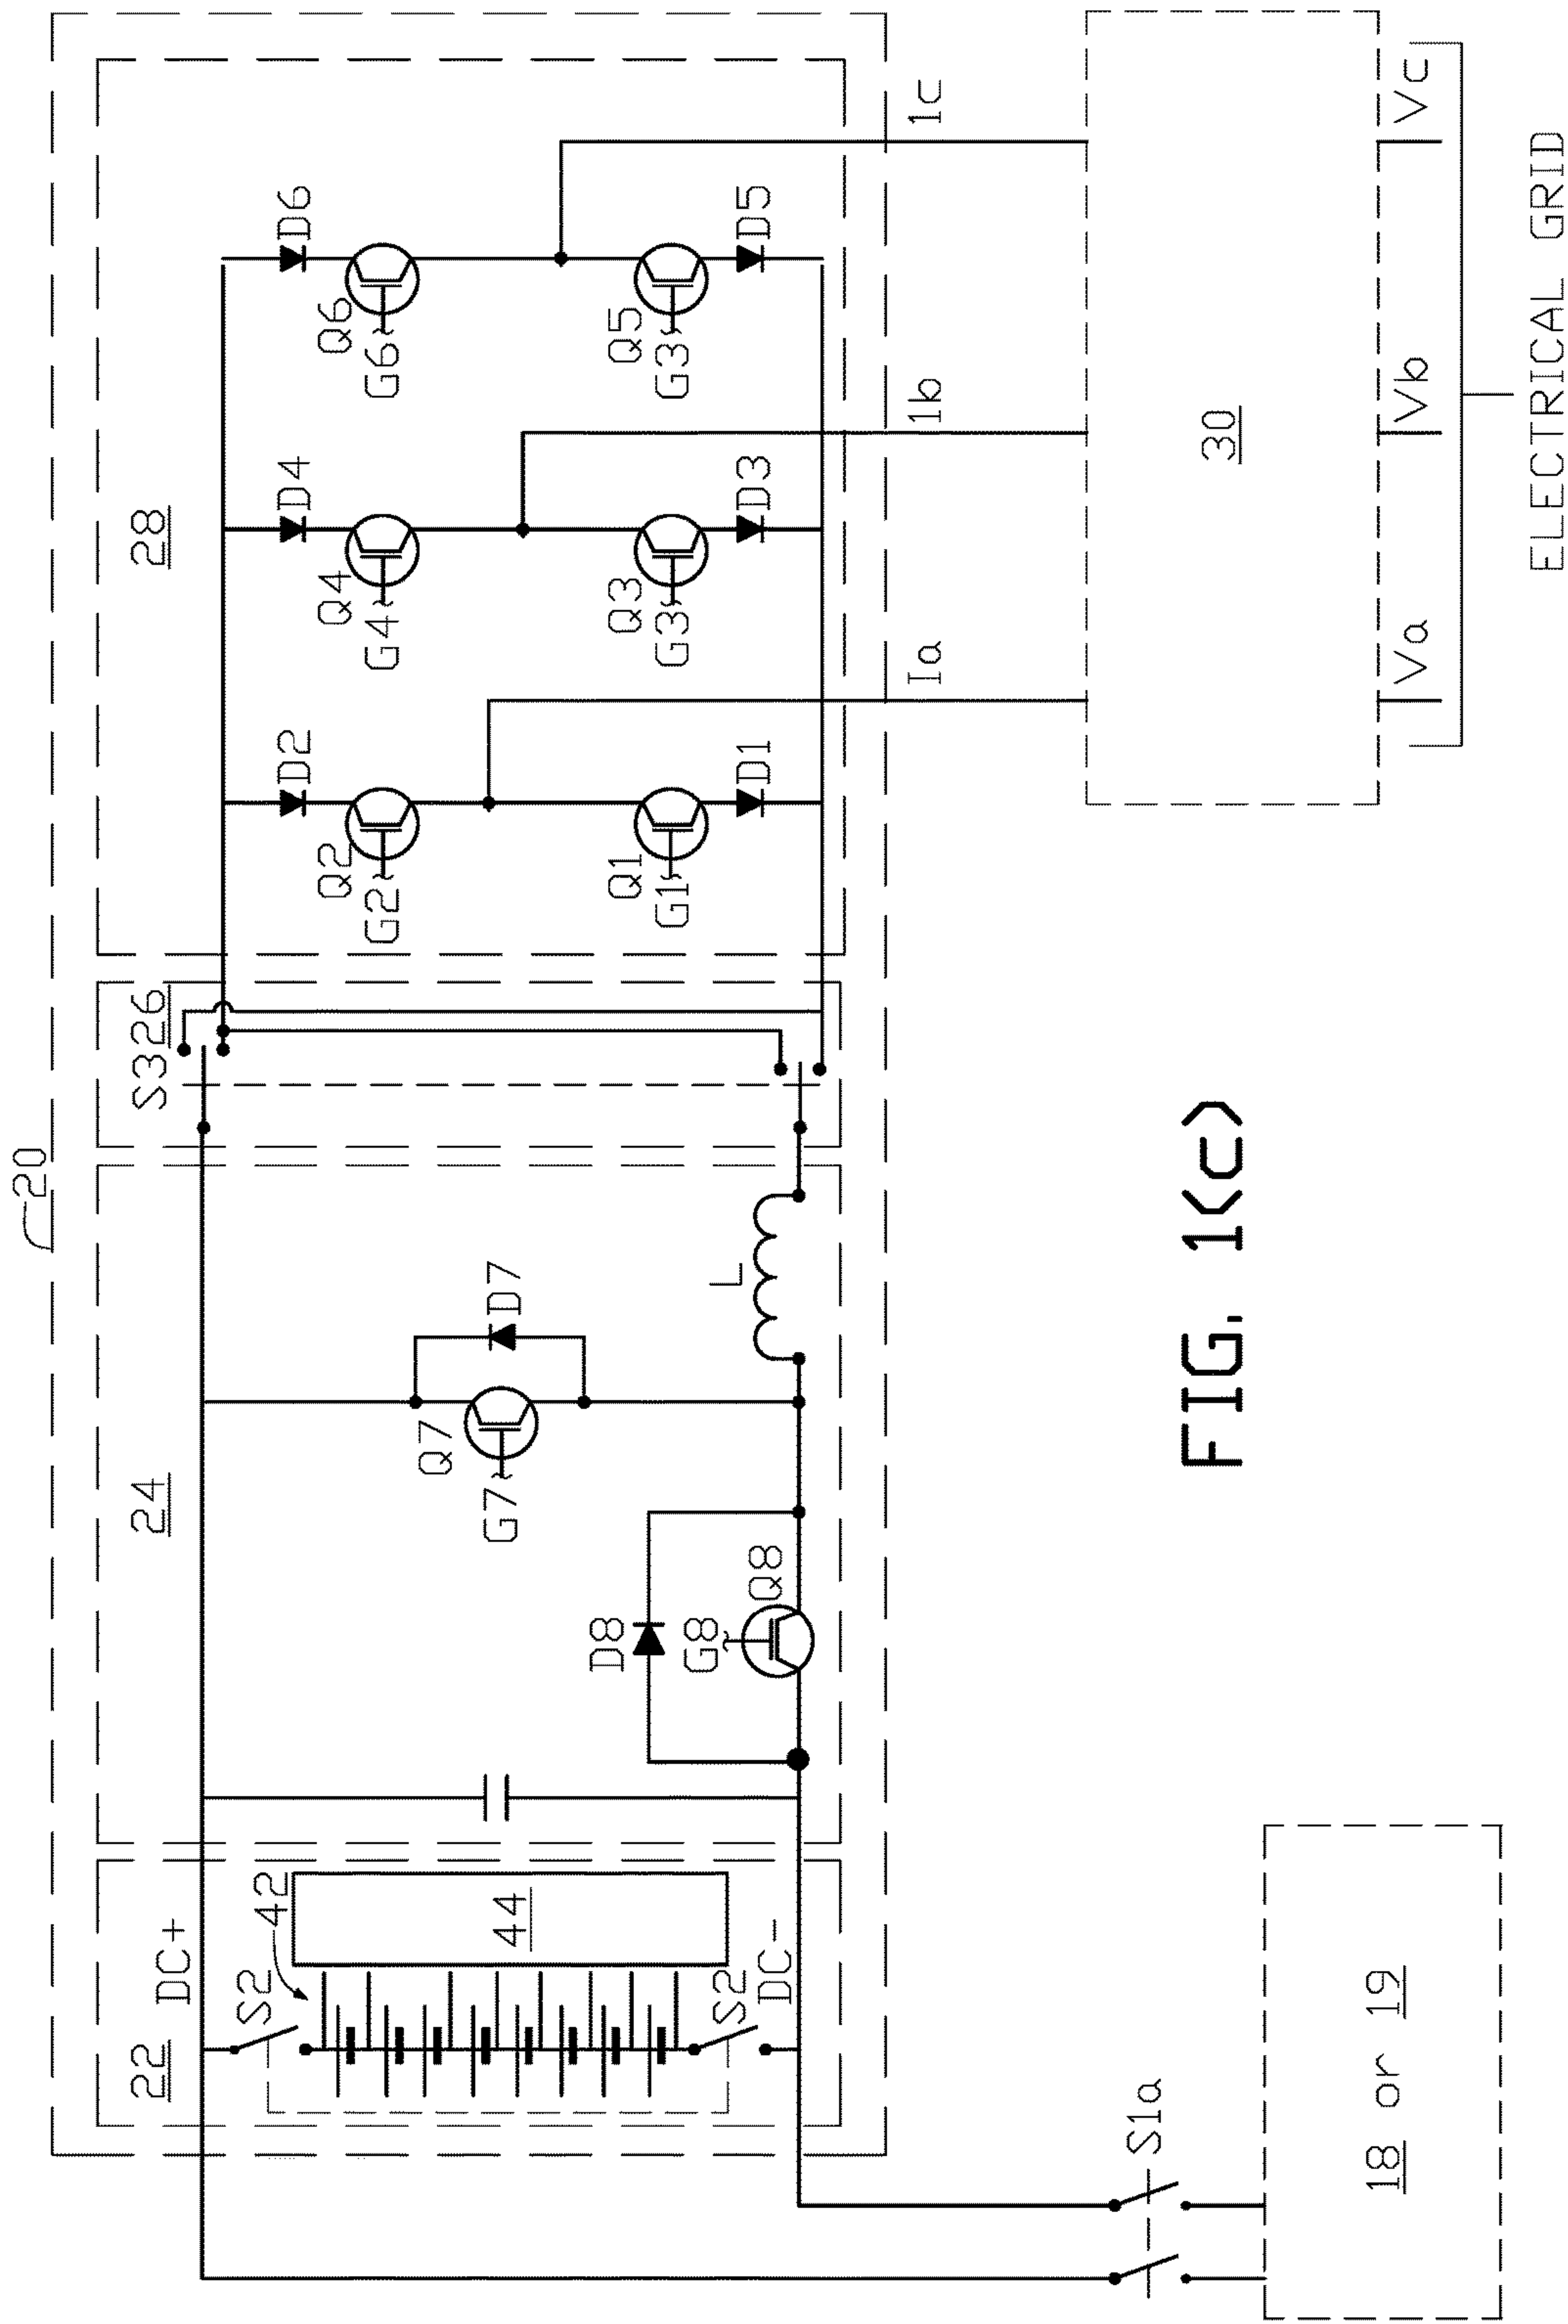 20
22
DC+
24
S3
26
28
S2
42
D2
D4
D6
Q2
Q4
Q6
G2
G4
G6
Q7
44
G7
D7
D8
Q1
Q3
Q5
G1
G3
G3
G8
S2
L
D1
D3
D5
Q8
DC-
Ia
1b
1c
S1a
30
FIG. 1(c)
18 or 19
Va
Vb
Vc
ELECTRICAL GRID